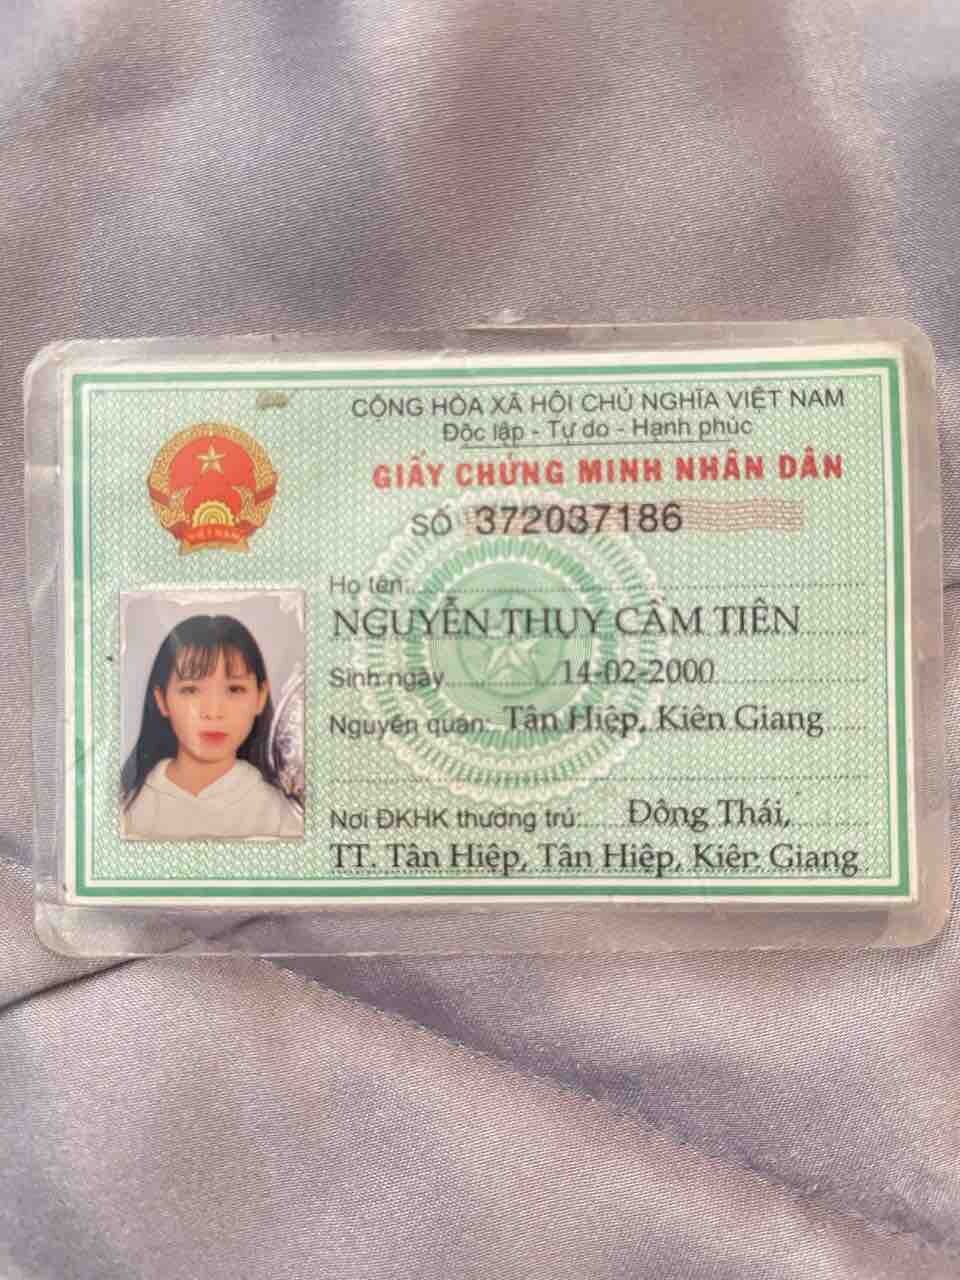 CỘNG HÒA XÃ HỘI CHỦ NGHĨA VIỆT NAM
Độc lập - Tự do - Hạnh phúc
GIẤY CHỨNG MINH NHÂN DÂN
SỐ 372037186
VIỆT NAM
Họ tên:
NGUYỄN THỤY CẨM TIÊN
Sinh ngày 14-02-2000
Nguyên quán: Tân Hiệp, Kiên Giang
Nơi ĐKHK thường trú: Đông Thái,
TT. Tân Hiệp, Tân Hiệp, Kiên Giang